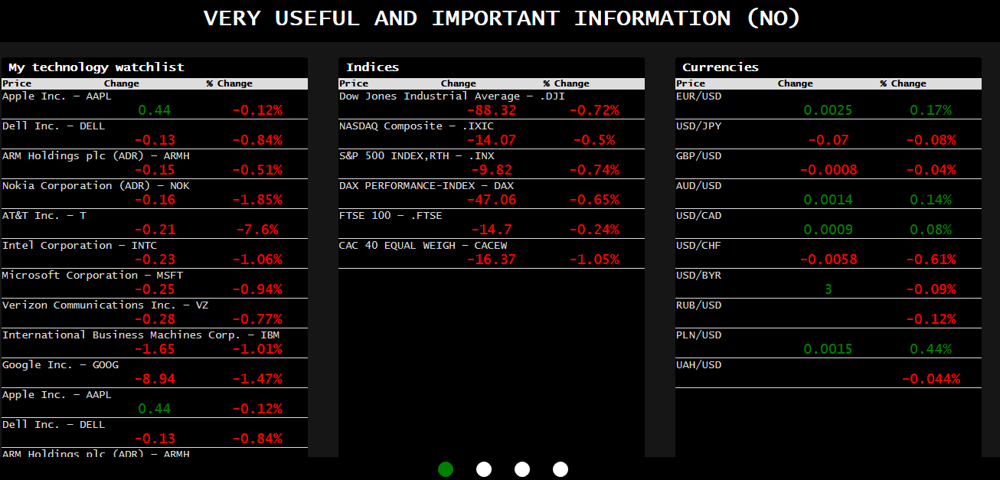 VERY USEFUL AND IMPORTANT INFORMATION (NO)
My technology watchlist
Price Change % Change
Apple Inc. – AAPL
0.44 -0.12%
Dell Inc. – DELL
-0.13 -0.84%
ARM Holdings plc (ADR) – ARMH
-0.15 -0.51%
Nokia Corporation (ADR) – NOK
-0.16 -1.85%
AT&T Inc. – T
-0.21 -7.6%
Intel Corporation – INTC
-0.23 -1.06%
Microsoft Corporation – MSFT
-0.25 -0.94%
Verizon Communications Inc. – VZ
-0.28 -0.77%
International Business Machines Corp. – IBM
-1.65 -1.01%
Google Inc. – GOOG
-8.94 -1.47%
Apple Inc. – AAPL
0.44 -0.12%
Dell Inc. – DELL
-0.13 -0.84%
ARM Holdings plc (ADR) – ARMH
Indices
Price Change % Change
Dow Jones Industrial Average – .DJI
-88.32 -0.72%
NASDAQ Composite – .IXIC
-14.07 -0.5%
S&P 500 INDEX,RTH – .INX
-9.82 -0.74%
DAX PERFORMANCE-INDEX – DAX
-47.06 -0.65%
FTSE 100 – .FTSE
-14.7 -0.24%
CAC 40 EQUAL WEIGH – CACEW
-16.37 -1.05%
Currencies
Price Change % Change
EUR/USD
0.0025 0.17%
USD/JPY
-0.07 -0.08%
GBP/USD
-0.0008 -0.04%
AUD/USD
0.0014 0.14%
USD/CAD
0.0009 0.08%
USD/CHF
-0.0058 -0.61%
USD/BYR
3 -0.09%
RUB/USD
-0.12%
PLN/USD
0.0015 0.44%
UAH/USD
-0.044%